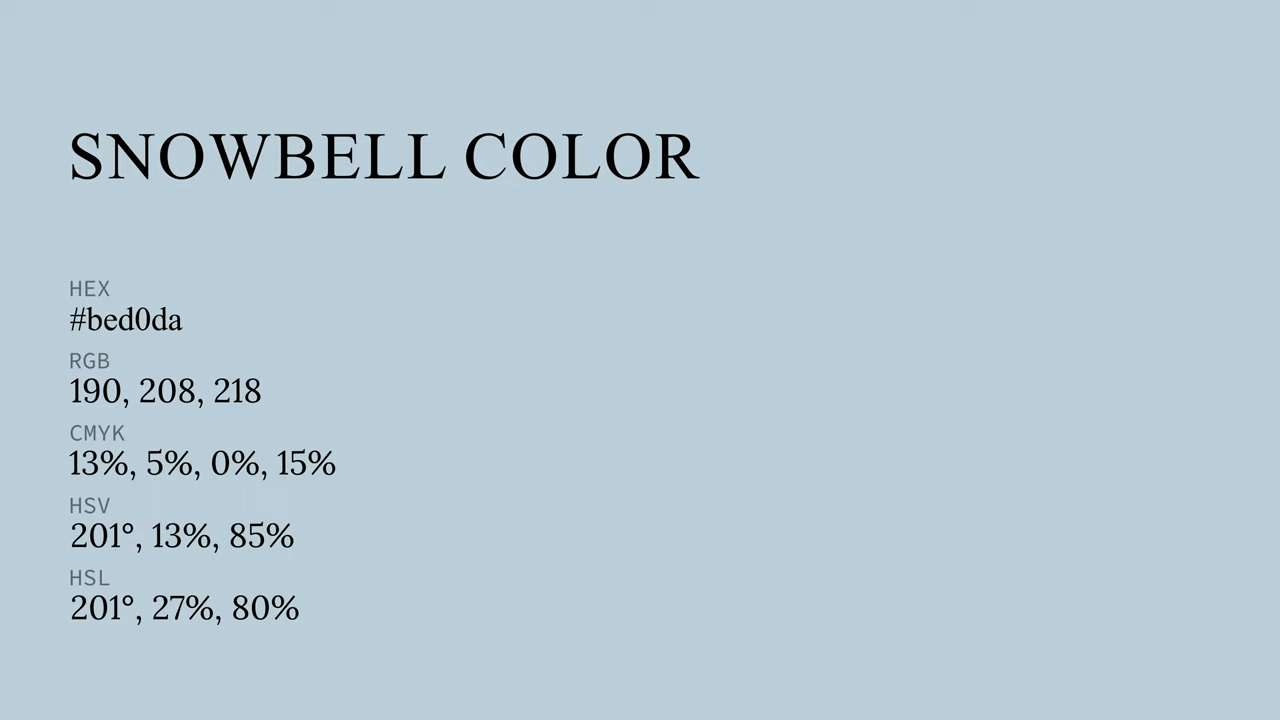 SNOWBELL COLOR
HEX
#bed0da
RGB
190, 208, 218
CMYK
13%, 5%, 0%, 15%
HSV
201°, 13%, 85%
HSL
201°, 27%, 80%